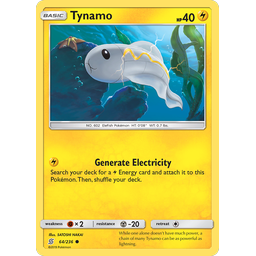 BASIC Tynamo HP40
NO. 602 EleFish Pokémon HT 0'08" WT 0.7 lbs.
Generate Electricity
Search your deck for a Energy card and attach it to this
Pokémon. Then, shuffle your deck.
weakness ×2 resistance -20 retreat
Illus. SATOSHI NAKAI
64/236
©2019 Pokémon
While one alone doesn't have much power, a
chain of many Tynamo can be as powerful as
lightning.